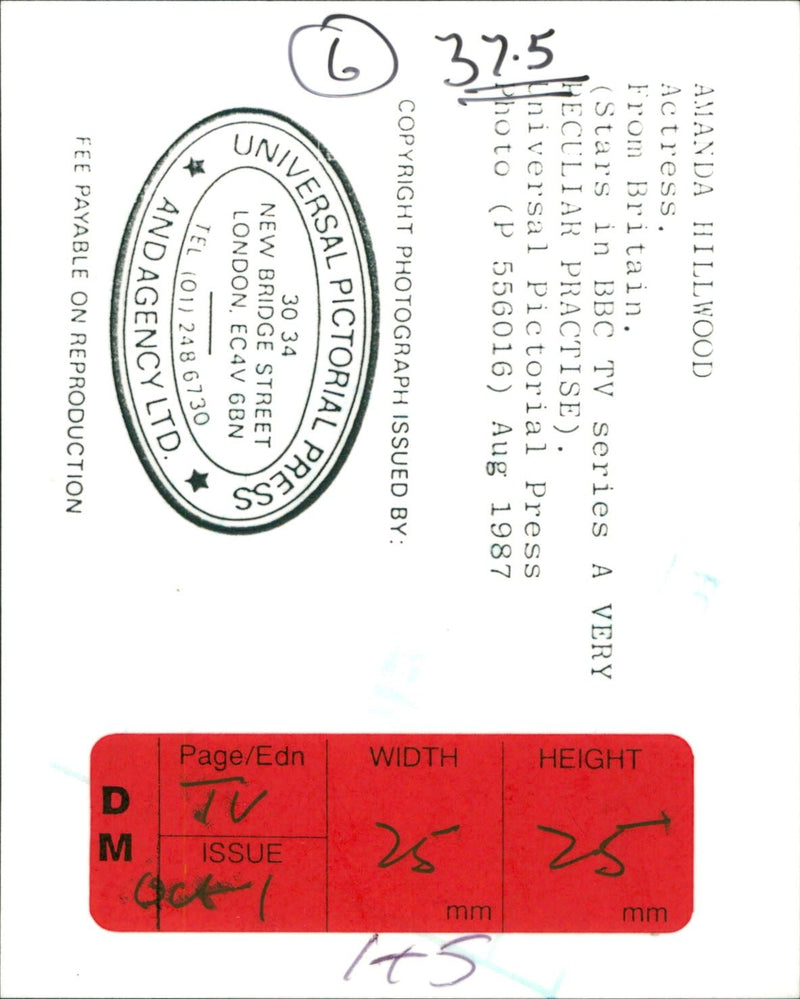 6
37.5
AMANDA HILLWOOD
Actress.
From Britain.
(Stars in BBC TV series A VERY
PECULIAR PRACTISE).
Universal Pictorial Press
Photo (P 556016) Aug 1987
COPYRIGHT PHOTOGRAPH ISSUED BY:
UNIVERSAL PICTORIAL PRESS
AND AGENCY LTD.
30 34
NEW BRIDGE STREET
LONDON, EC4V 6BN
TEL (01) 248 6730
FEE PAYABLE ON REPRODUCTION
DM
Page/Edn
TV
ISSUE
Oct 1
WIDTH
25
mm
HEIGHT
25
mm
1+5